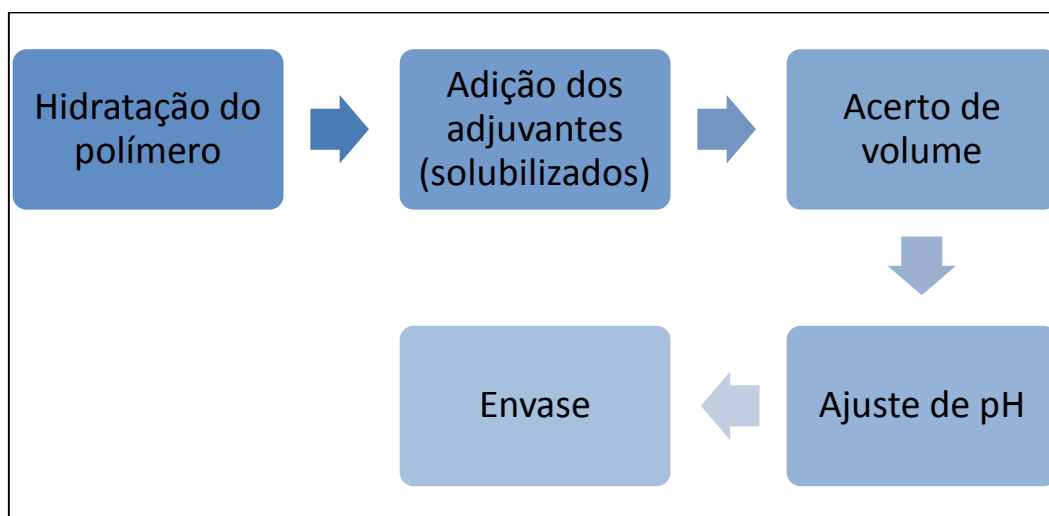 Hidratação do
polímero
Adição dos
adjuvantes
(solubilizados)
Acerto de
volume
Ajuste de pH
Envase